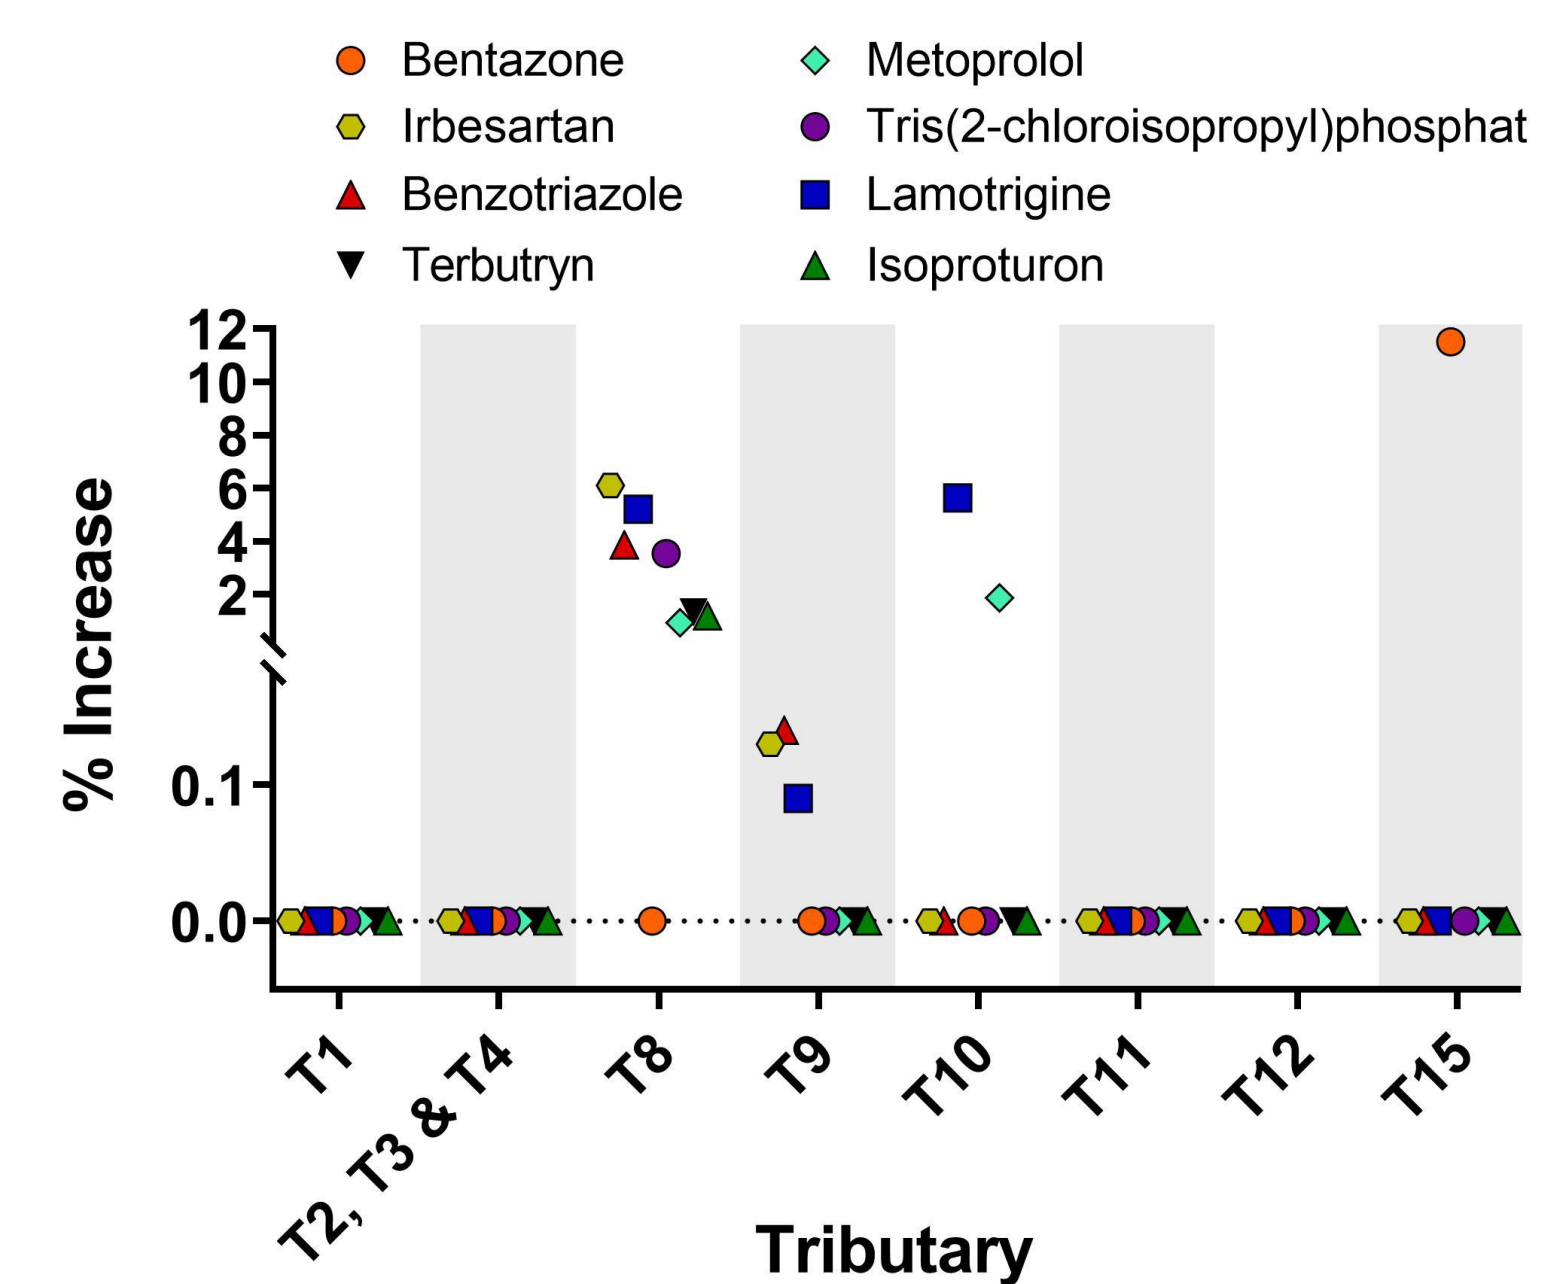 Bentazone
Irbesartan
Benzotriazole
Terbutryn
Metoprolol
Tris(2-chloroisopropyl)phosphat
Lamotrigine
Isoproturon
% Increase
12
10
8
6
4
2
0.1
0.0
T1
T2, T3 & T4
T8
T9
T10
T11
T12
T15
Tributary